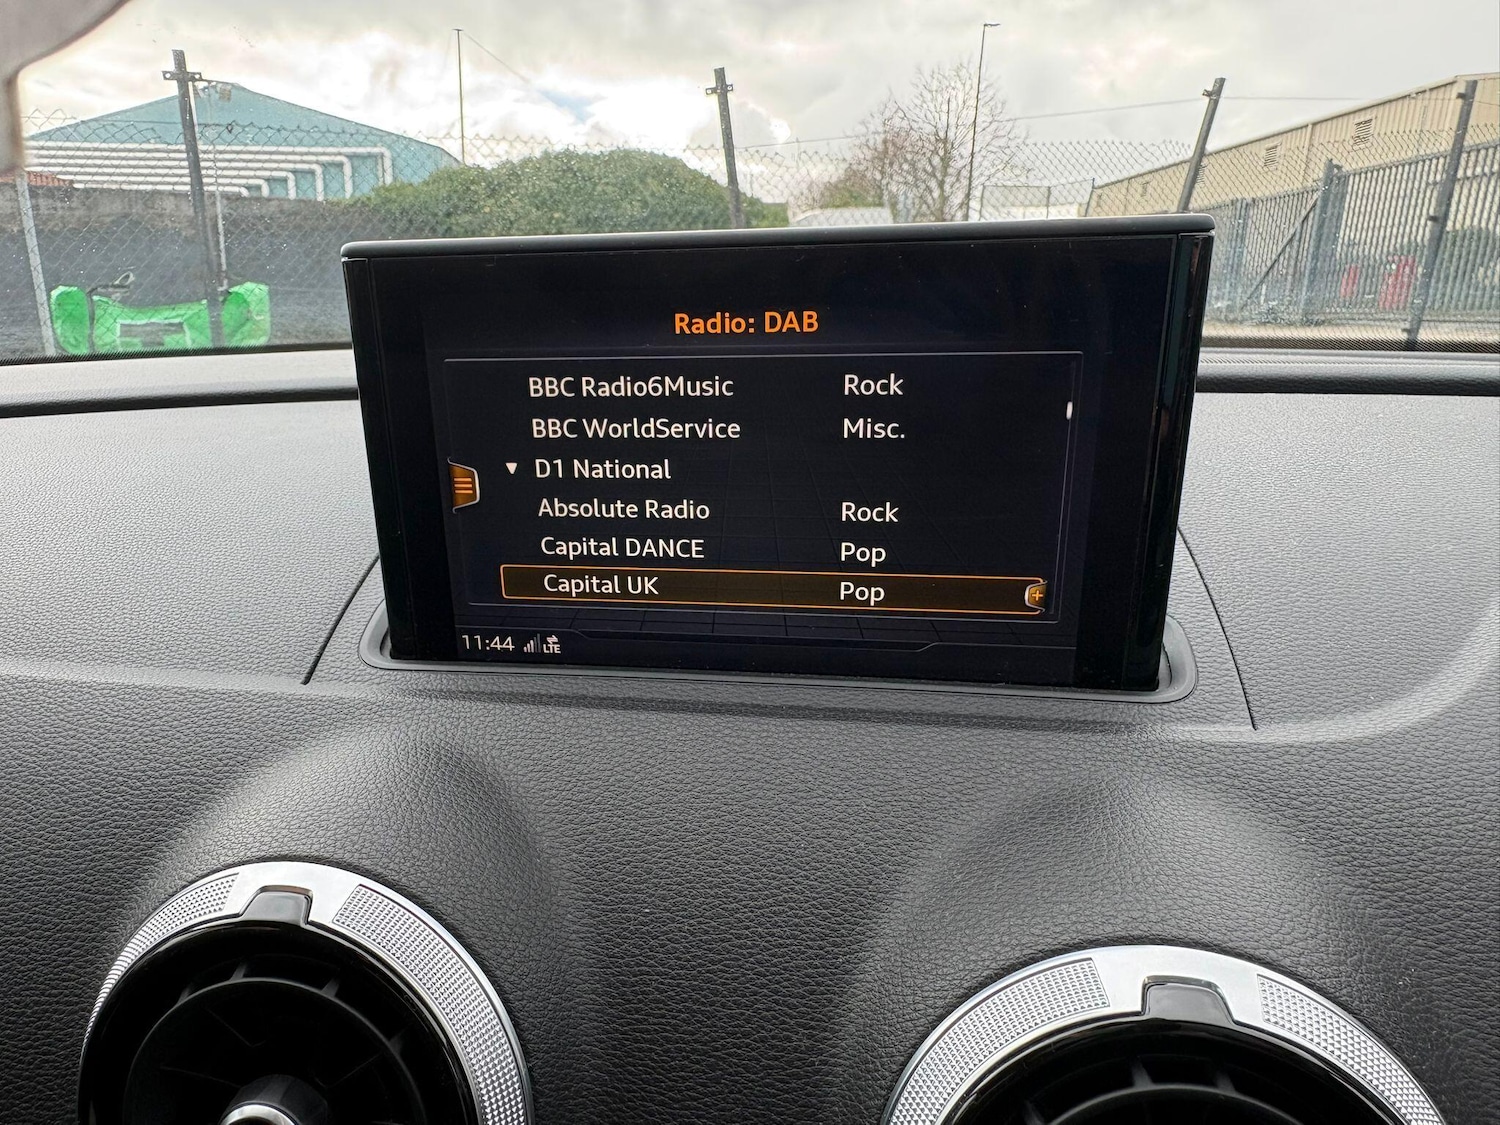 Radio: DAB
BBC Radio6Music Rock
BBC WorldService Misc.
▼ D1 National
Absolute Radio Rock
Capital DANCE Pop
Capital UK Pop
11:44 LTE